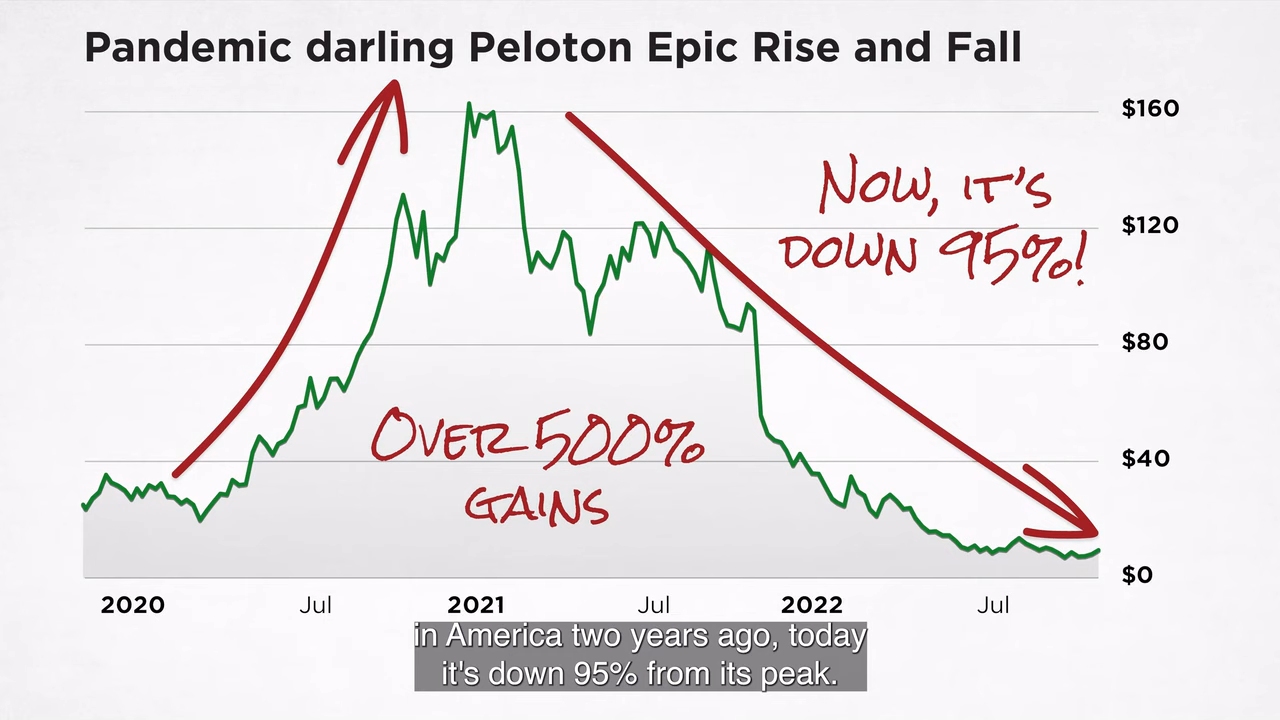 Pandemic darling Peloton Epic Rise and Fall
$160
NOW, IT'S
DOWN 95%!
$120
$80
OVER 500%
GAINS
$40
$0
2020 Jul 2021 Jul 2022 Jul
in America two years ago, today
it's down 95% from its peak.